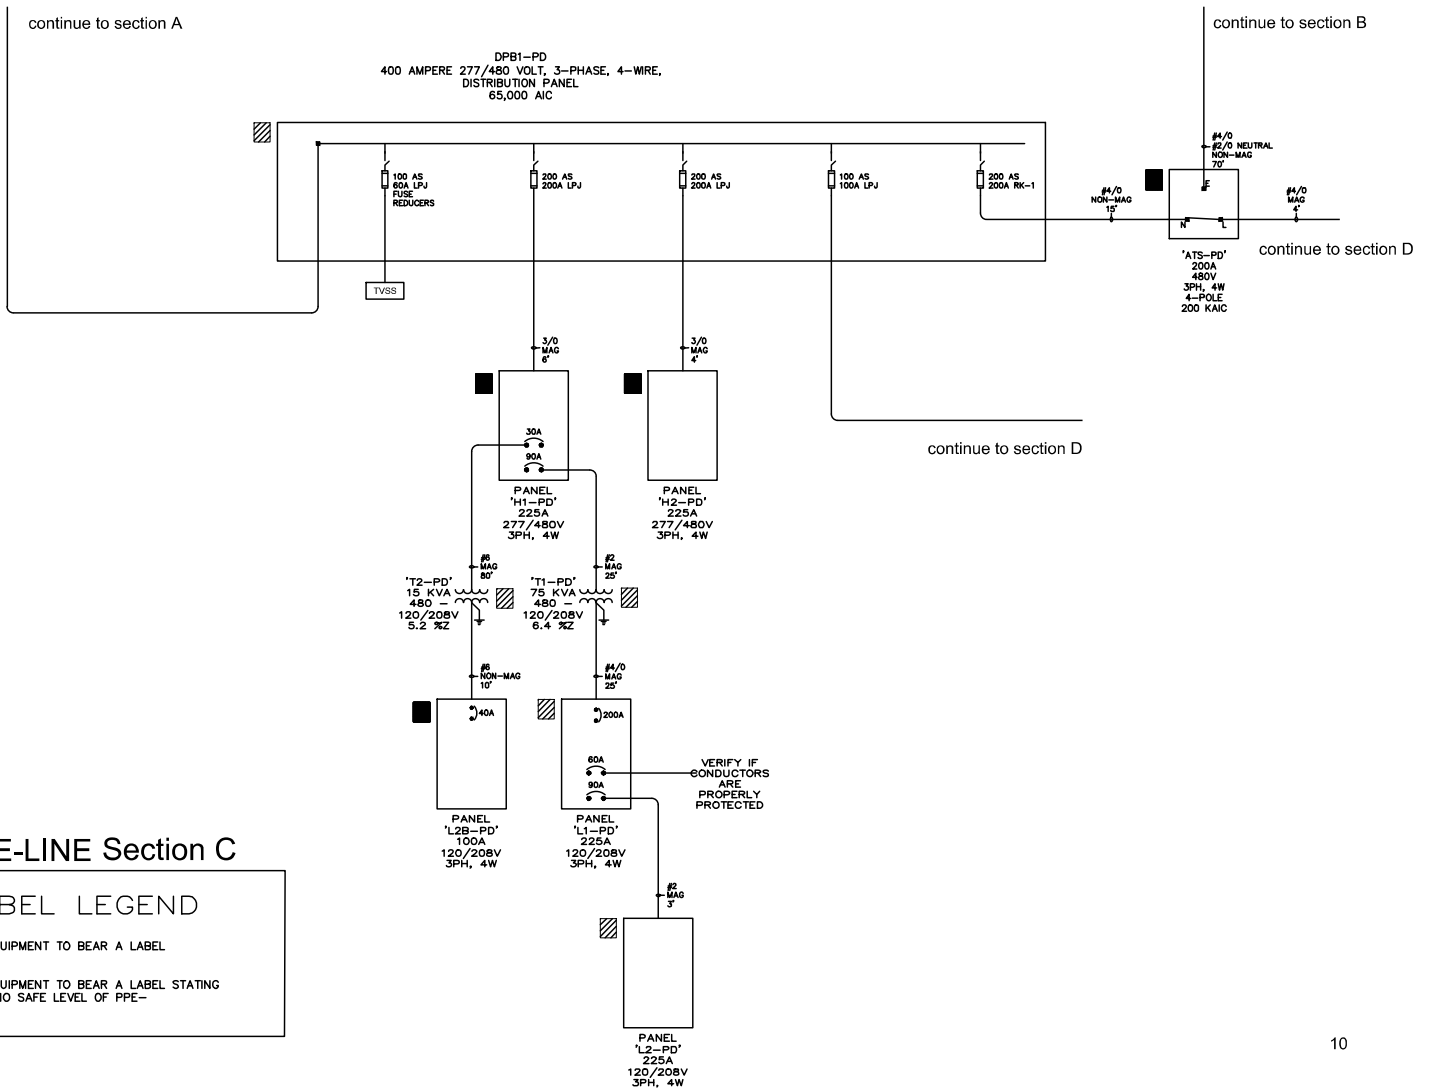 continue to section A
continue to section B
DPB1-PD
400 AMPERE 277/480 VOLT, 3-PHASE, 4-WIRE,
DISTRIBUTION PANEL
65,000 AIC
100 AS
60A LPJ
FUSE
REDUCERS
200 AS
200A LPJ
200 AS
200A LPJ
100 AS
100A LPJ
200 AS
200A RK-1
#4/0
#2/0 NEUTRAL
NON-MAG
70'
#4/0
NON-MAG
15'
E
N
L
#4/0
MAG
4'
continue to section D
'ATS-PD'
200A
480V
3PH, 4W
4-POLE
200 KAIC
TVSS
3/0
MAG
6'
3/0
MAG
4'
30A
90A
continue to section D
PANEL
'H1-PD'
225A
277/480V
3PH, 4W
PANEL
'H2-PD'
225A
277/480V
3PH, 4W
#6
MAG
80'
#2
MAG
25'
'T2-PD'
15 KVA
480 -
120/208V
5.2 %Z
'T1-PD'
75 KVA
480 -
120/208V
6.4 %Z
#6
NON-MAG
10'
#4/0
MAG
25'
40A
200A
60A
90A
VERIFY IF
CONDUCTORS
ARE
PROPERLY
PROTECTED
PANEL
'L2B-PD'
100A
120/208V
3PH, 4W
PANEL
'L1-PD'
225A
120/208V
3PH, 4W
#2
MAG
3'
PANEL
'L2-PD'
225A
120/208V
3PH, 4W
E-LINE Section C
BEL LEGEND
UIPMENT TO BEAR A LABEL
UIPMENT TO BEAR A LABEL STATING
IO SAFE LEVEL OF PPE-
10